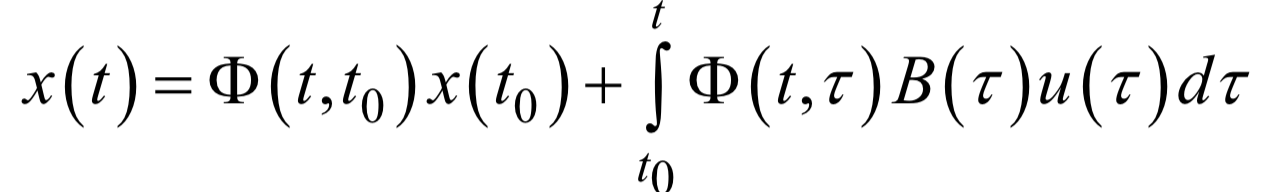 x(t) = Φ(t,t₀)x(t₀) + ∫_{t₀}^{t} Φ(t,τ)B(τ)u(τ)dτ